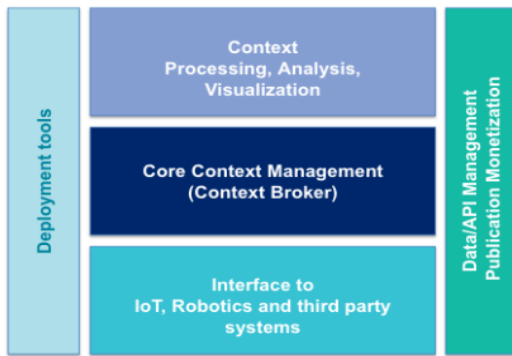 Deployment tools
Context
Processing, Analysis,
Visualization
Core Context Management
(Context Broker)
Interface to
IoT, Robotics and third party
systems
Data/API Management
Publication Monetization